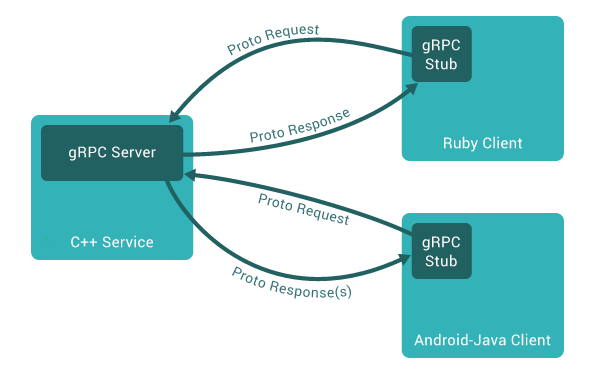 Proto Request
gRPC
Stub
Ruby Client
Proto Response
gRPC Server
C++ Service
Proto Request
gRPC
Stub
Android-Java Client
Proto Response(s)